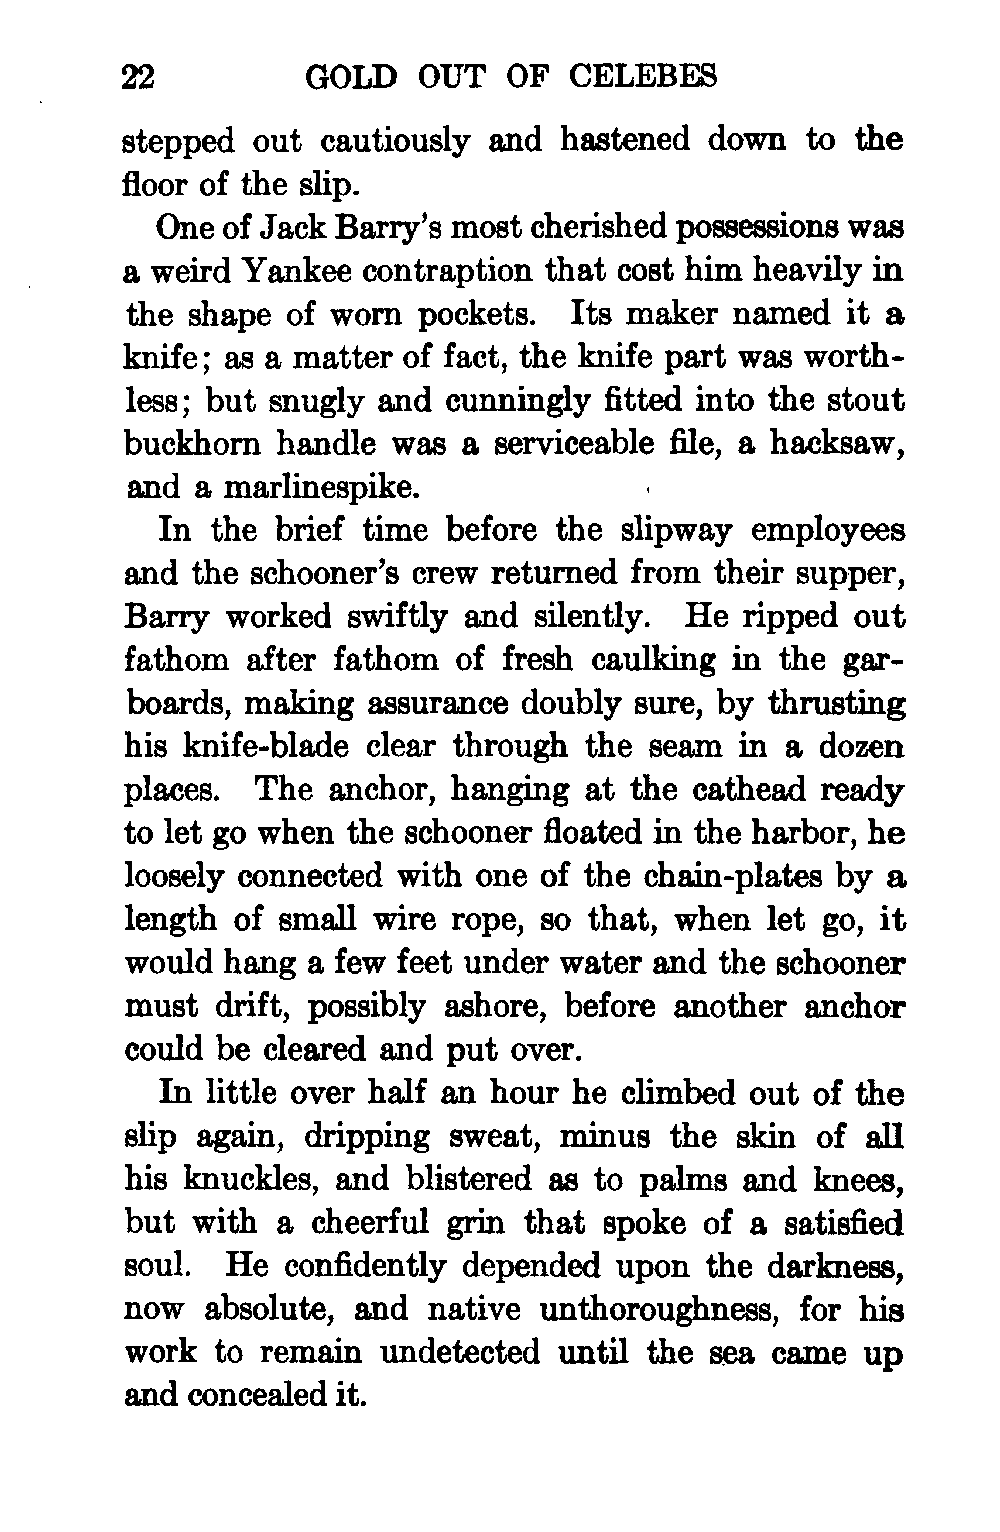 22 GOLD OUT OF CELEBES
stepped out cautiously and hastened down to the
floor of the slip.
One of Jack Barry's most cherished possessions was
a weird Yankee contraption that cost him heavily in
the shape of worn pockets. Its maker named it a
knife; as a matter of fact, the knife part was worth-
less; but snugly and cunningly fitted into the stout
buckhorn handle was a serviceable file, a hacksaw,
and a marlinespike.
In the brief time before the slipway employees
and the schooner's crew returned from their supper,
Barry worked swiftly and silently. He ripped out
fathom after fathom of fresh caulking in the gar-
boards, making assurance doubly sure, by thrusting
his knife-blade clear through the seam in a dozen
places. The anchor, hanging at the cathead ready
to let go when the schooner floated in the harbor, he
loosely connected with one of the chain-plates by a
length of small wire rope, so that, when let go, it
would hang a few feet under water and the schooner
must drift, possibly ashore, before another anchor
could be cleared and put over.
In little over half an hour he climbed out of the
slip again, dripping sweat, minus the skin of all
his knuckles, and blistered as to palms and knees,
but with a cheerful grin that spoke of a satisfied
soul. He confidently depended upon the darkness,
now absolute, and native unthoroughness, for his
work to remain undetected until the sea came up
and concealed it.